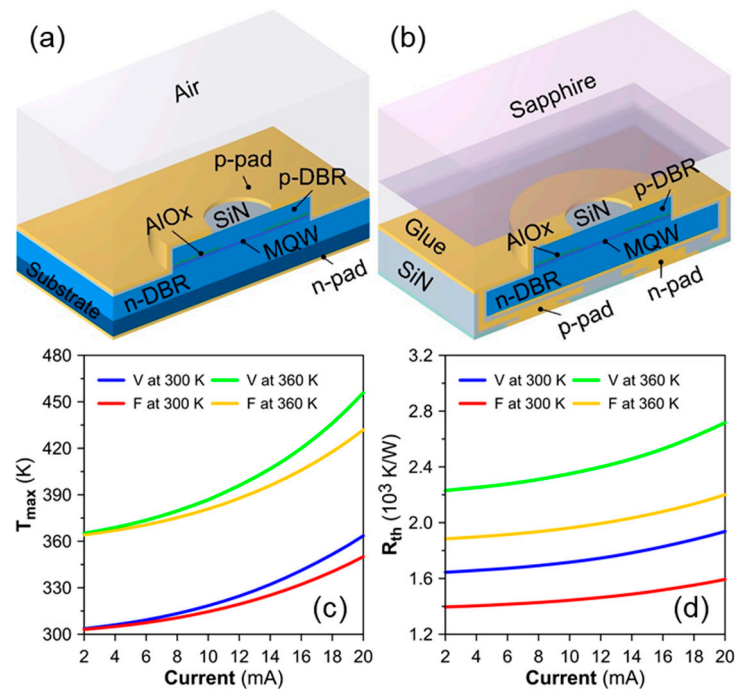 (a)
Air
p-pad
p-DBR
SiN
AlOx
MQW
Substrate
n-DBR
n-pad
(b)
Sapphire
p-DBR
SiN
AlOx
MQW
Glue
SiN
n-DBR
n-pad
p-pad
480
450
420
390
360
330
300
T_max (K)
V at 300 K
V at 360 K
F at 300 K
F at 360 K
(c)
2 4 6 8 10 12 14 16 18 20
Current (mA)
3.2
2.8
2.4
2.0
1.6
1.2
R_th (10³ K/W)
V at 300 K
V at 360 K
F at 300 K
F at 360 K
(d)
2 4 6 8 10 12 14 16 18 20
Current (mA)